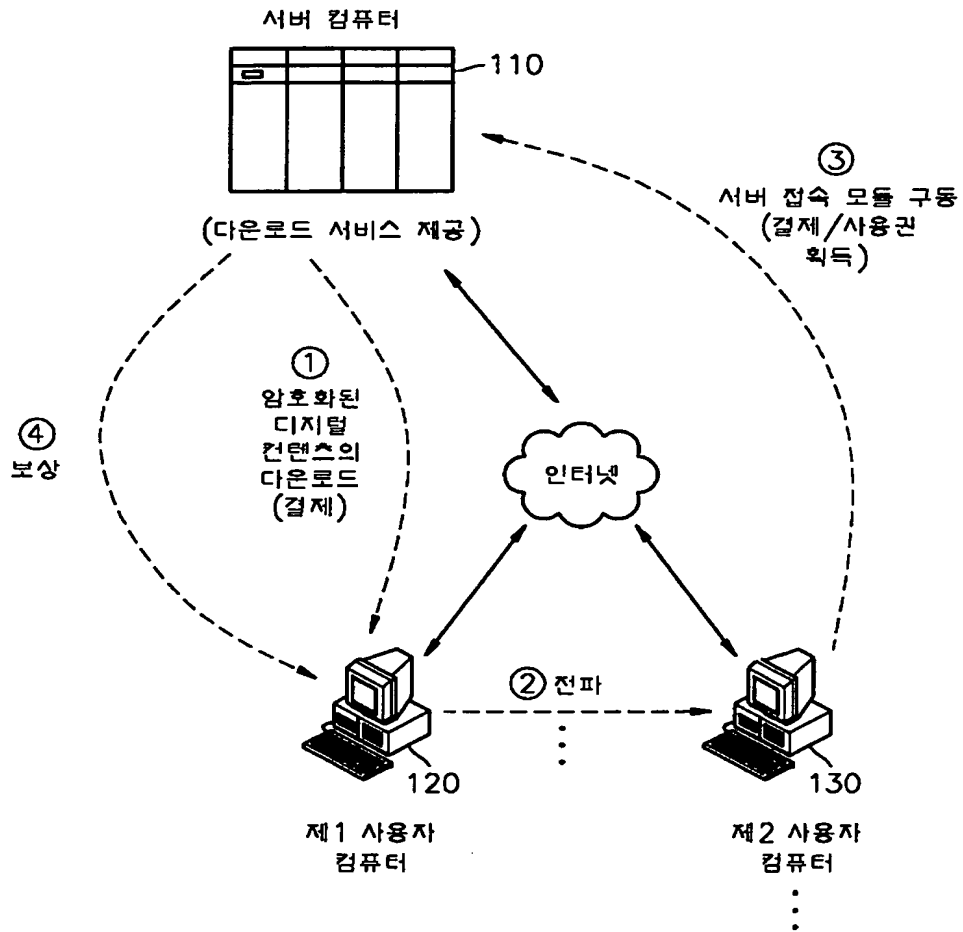 서버 컴퓨터
110
(다운로드 서비스 제공)
③
서버 접속 모듈 구동
(결제/사용권
획득)
①
암호화된
디지털
컨텐츠의
다운로드
(결제)
④
보상
인터넷
② 전파
120
130
제1 사용자
컴퓨터
제2 사용자
컴퓨터